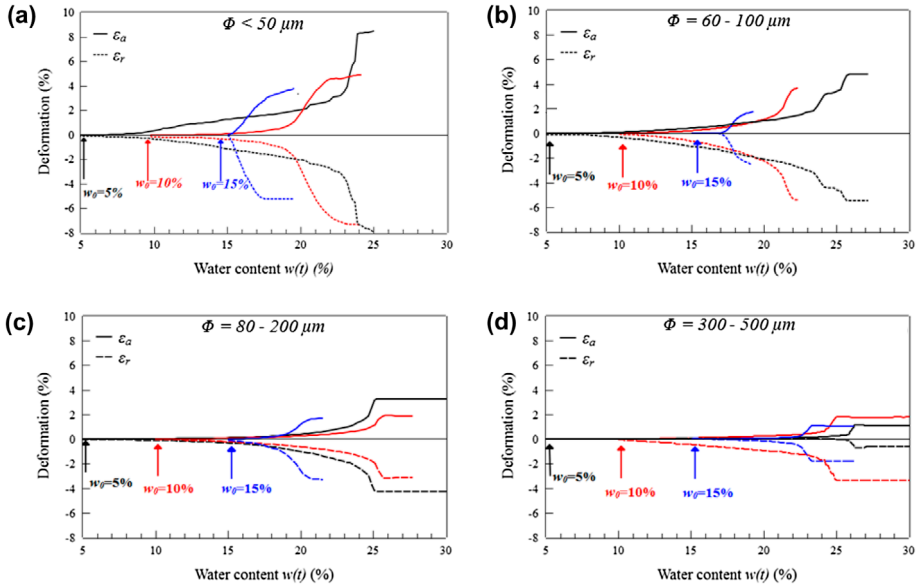 (a)
Φ < 50 μm
εa
εr
Deformation (%)
10
8
6
4
2
0
-2
-4
-6
-8
w0=5%
w0=10%
w0=15%
5 10 15 20 25 30
Water content w(t) (%)
(b)
Φ = 60 - 100 μm
εa
εr
Deformation (%)
10
8
6
4
2
0
-2
-4
-6
-8
w0=5%
w0=10%
w0=15%
5 10 15 20 25 30
Water content w(t) (%)
(c)
Φ = 80 - 200 μm
εa
εr
Deformation (%)
10
8
6
4
2
0
-2
-4
-6
-8
w0=5%
w0=10%
w0=15%
5 10 15 20 25 30
Water content w(t) (%)
(d)
Φ = 300 - 500 μm
εa
εr
Deformation (%)
10
8
6
4
2
0
-2
-4
-6
-8
w0=5%
w0=10%
w0=15%
5 10 15 20 25 30
Water content w(t) (%)